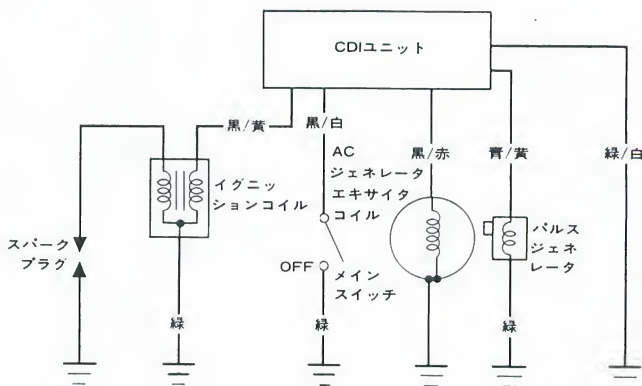 CDIユニット
黒/黄
黒/白
黒/赤
青/黄
緑/白
AC
ジェネレータ
エキサイタ
コイル
イグニッ
ションコイル
スパーク
プラグ
OFF
メイン
スイッチ
パルス
ジェネ
レータ
緑
緑
緑